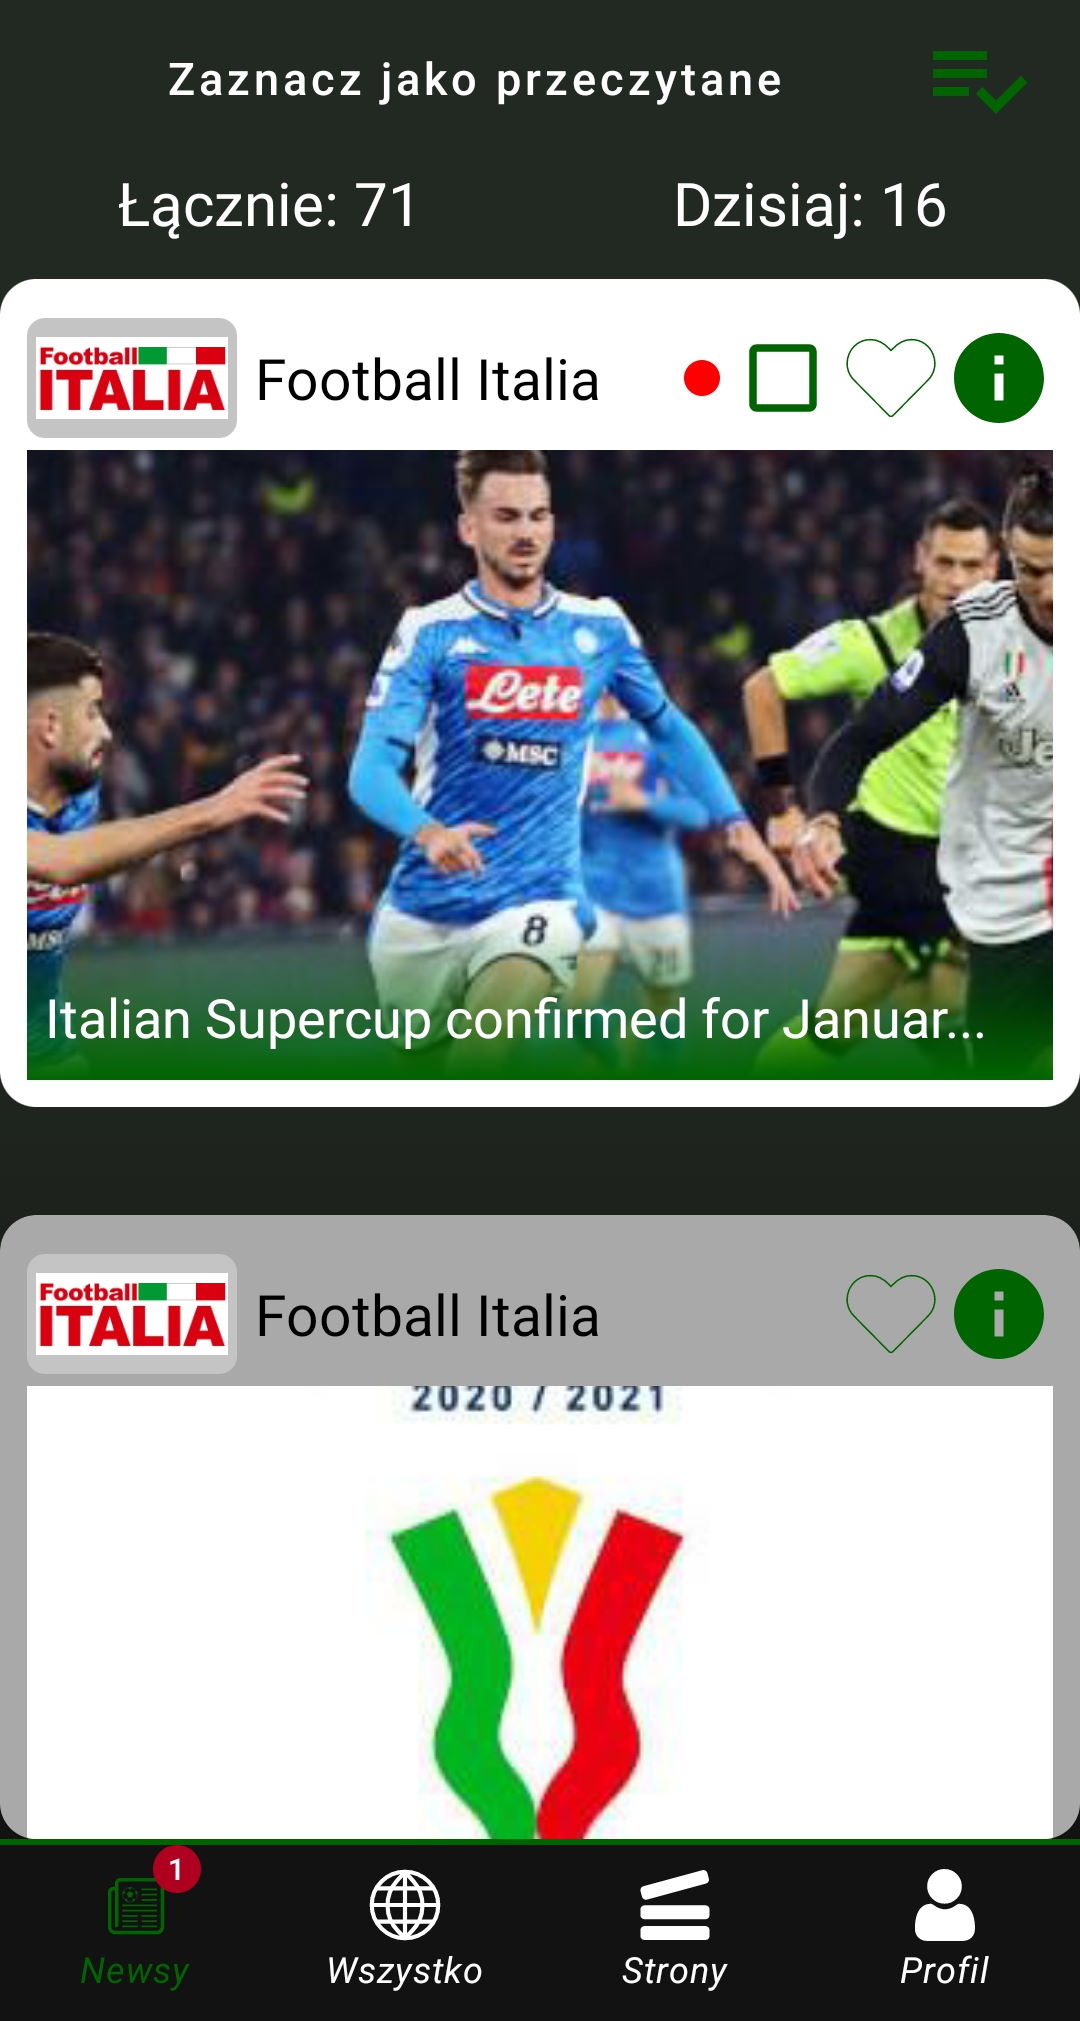 Zaznacz jako przeczytane
Łącznie: 71
Dzisiaj: 16
Football
ITALIA
Football Italia
Lete
MSC
8
Italian Supercup confirmed for Januar...
Football
ITALIA
Football Italia
2020 / 2021
1
Newsy
Wszystko
Strony
Profil